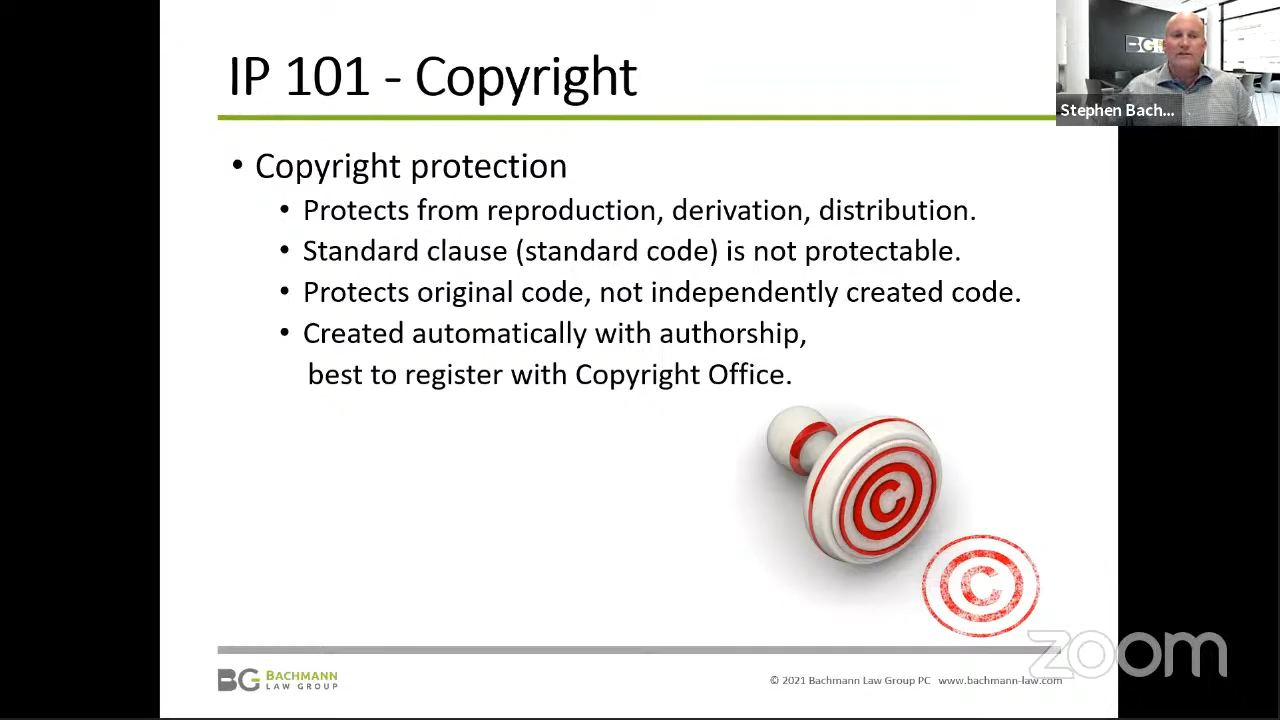 IP 101 - Copyright
BG
Stephen Bach...
• Copyright protection
• Protects from reproduction, derivation, distribution.
• Standard clause (standard code) is not protectable.
• Protects original code, not independently created code.
• Created automatically with authorship,
best to register with Copyright Office.
©
©
zoom
BG BACHMANN
LAW GROUP
© 2021 Bachmann Law Group PC www.bachmann-law.com